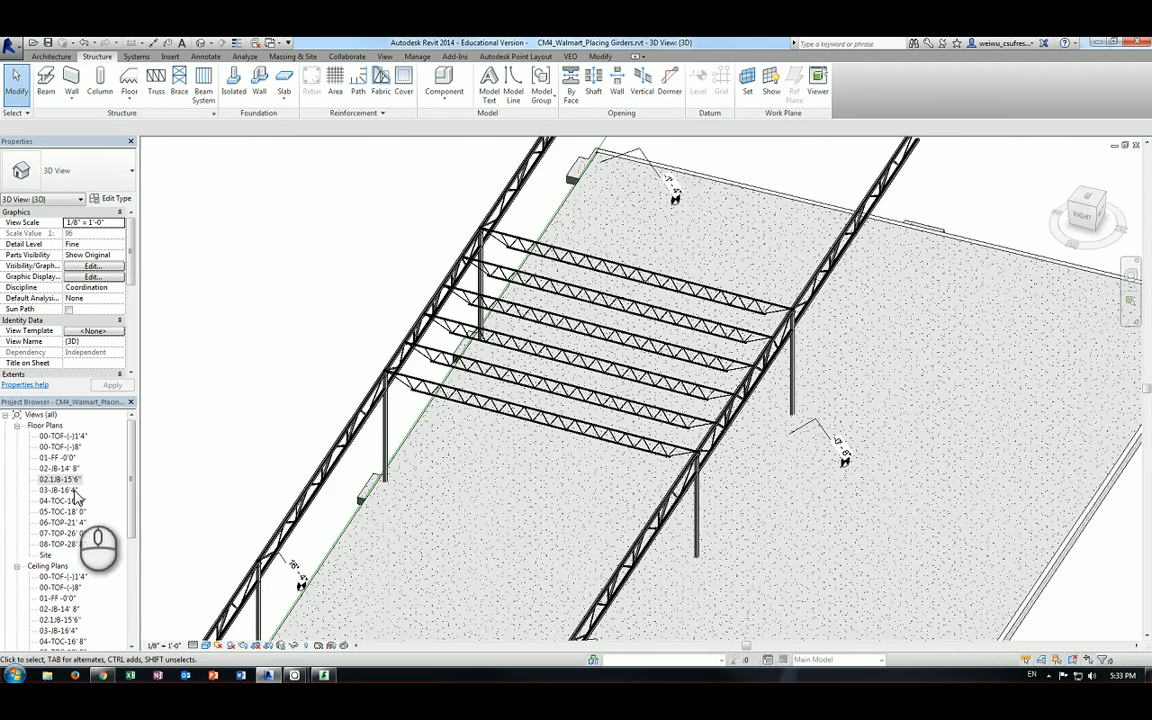 Autodesk Revit 2014 - Educational Version - CM4_Walmart_Placing Girders.rvt - 3D View: {3D}
Type a keyword or phrase
weiwu_csufres...
Architecture Structure Systems Insert Annotate Analyze Massing & Site Collaborate View Manage Add-Ins Autodesk Point Layout VEO Modify
Modify Beam Wall Column Floor Truss Brace Beam System Isolated Wall Slab Rebar Area Path Fabric Cover Component Model Text Model Line Model Group By Face Shaft Wall Vertical Dormer Level Grid Set Show Ref Plane Viewer
Select Structure Foundation Reinforcement Model Opening Datum Work Plane
Properties
3D View
3D View: {3D} Edit Type
Graphics
View Scale 1/8" = 1'-0"
Scale Value 1: 96
Detail Level Fine
Parts Visibility Show Original
Visibility/Graph... Edit...
Graphic Display... Edit...
Discipline Coordination
Default Analysi... None
Sun Path
Identity Data
View Template <None>
View Name {3D}
Dependency Independent
Title on Sheet
Extents
Properties help Apply
Project Browser - CM4_Walmart_Placin...
Views (all)
Floor Plans
00-TOF-(-)1'4"
00-TOF-(-)8"
01-FF -0'0"
02-JB-14' 8"
02.1JB-15'6"
03-JB-16'4"
04-TOC-16
05-TOC-18' 0"
06-TOP-21' 4"
07-TOP-26' 0
08-TOP-28'
Site
Ceiling Plans
00-TOF-(-)1'4"
00-TOF-(-)8"
01-FF -0'0"
02-JB-14' 8"
02.1JB-15'6"
03-JB-16'4"
04-TOC-16' 8"
RIGHT
1/8" = 1'-0"
Click to select, TAB for alternates, CTRL adds, SHIFT unselects.
:0
Main Model
:0
EN
5:33 PM